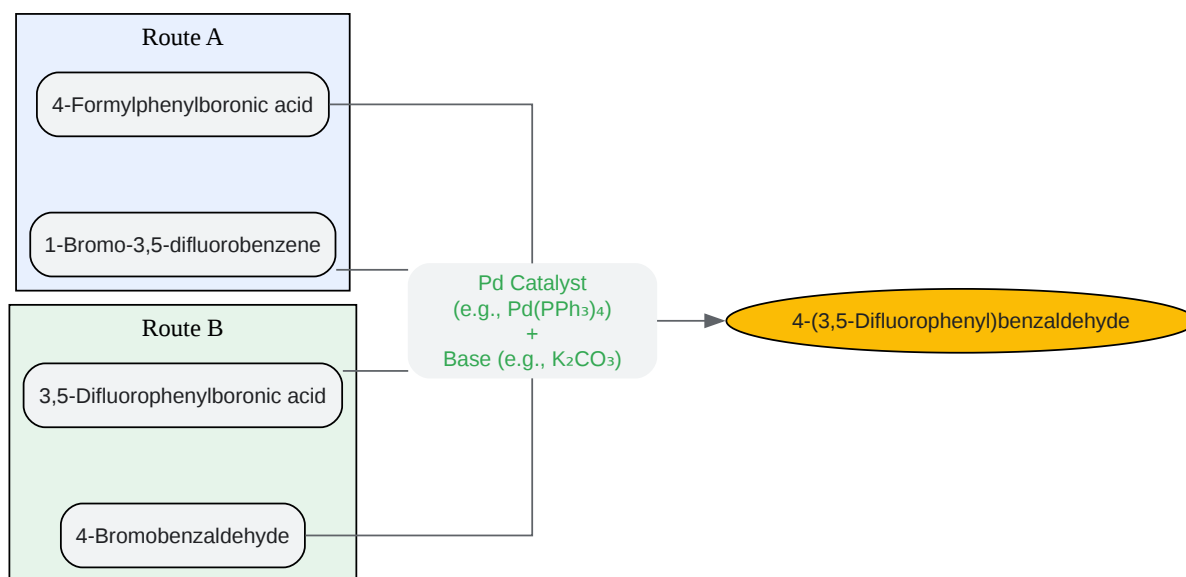 Route A
4-Formylphenylboronic acid
1-Bromo-3,5-difluorobenzene
Route B
3,5-Difluorophenylboronic acid
4-Bromobenzaldehyde
Pd Catalyst
(e.g., Pd(PPh₃)₄)
+
Base (e.g., K₂CO₃)
4-(3,5-Difluorophenyl)benzaldehyde